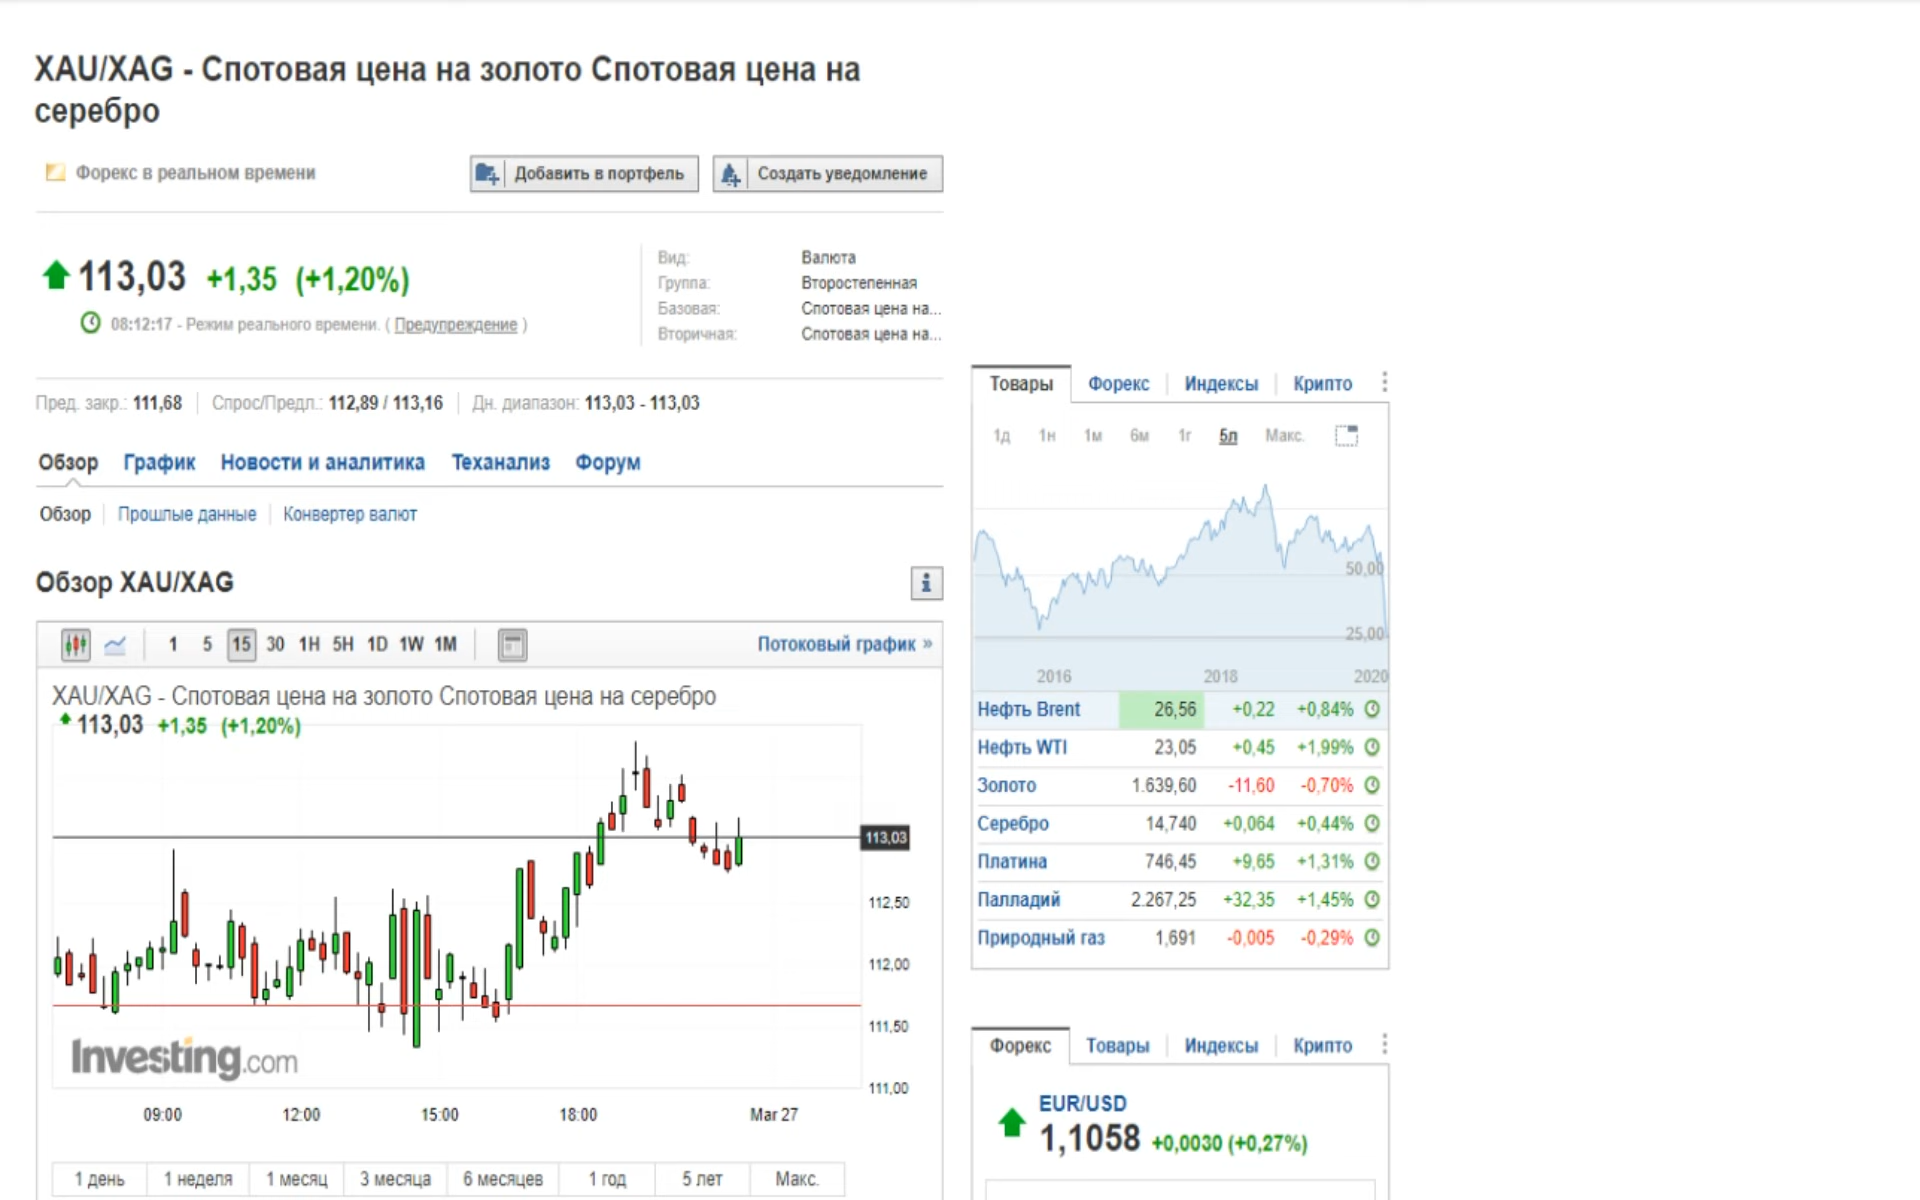 XAU/XAG - Спотовая цена на золото Спотовая цена на
серебро
Форекс в реальном времени
Добавить в портфель
Создать уведомление
113,03 +1,35 (+1,20%)
08:12:17 - Режим реального времени. ( Предупреждение )
Вид: Валюта
Группа: Второстепенная
Базовая: Спотовая цена на...
Вторичная: Спотовая цена на...
Пред. закр.: 111,68 Спрос/Предл.: 112,89 / 113,16 Дн. диапазон: 113,03 - 113,03
Обзор График Новости и аналитика Теханализ Форум
Обзор Прошлые данные Конвертер валют
Обзор XAU/XAG
1 5 15 30 1H 5H 1D 1W 1M
Потоковый график »
XAU/XAG - Спотовая цена на золото Спотовая цена на серебро
113,03 +1,35 (+1,20%)
113,03
112,50
112,00
111,50
111,00
Investing.com
09:00 12:00 15:00 18:00 Mar 27
1 день 1 неделя 1 месяц 3 месяца 6 месяцев 1 год 5 лет Макс.
Товары Форекс Индексы Крипто
1д 1н 1м 6м 1г 5л Макс.
50,00
25,00
2016 2018 2020
Нефть Brent 26,56 +0,22 +0,84%
Нефть WTI 23,05 +0,45 +1,99%
Золото 1.639,60 -11,60 -0,70%
Серебро 14,740 +0,064 +0,44%
Платина 746,45 +9,65 +1,31%
Палладий 2.267,25 +32,35 +1,45%
Природный газ 1,691 -0,005 -0,29%
Форекс Товары Индексы Крипто
EUR/USD
1,1058 +0,0030 (+0,27%)